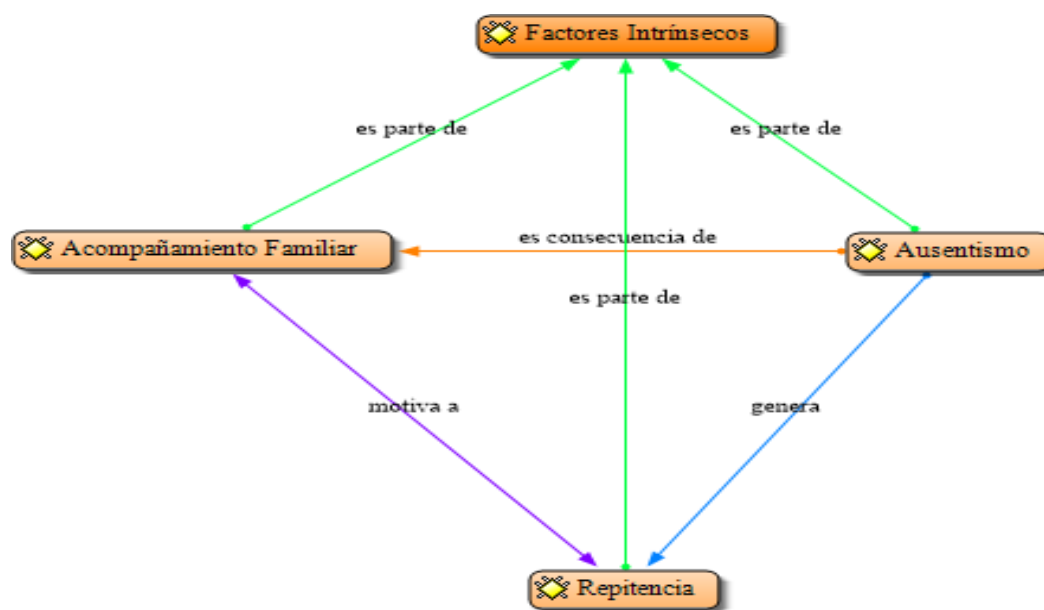 Factores Intrínsecos
es parte de
es parte de
Acompañamiento Familiar
es consecuencia de
Ausentismo
es parte de
motiva a
genera
Repitencia